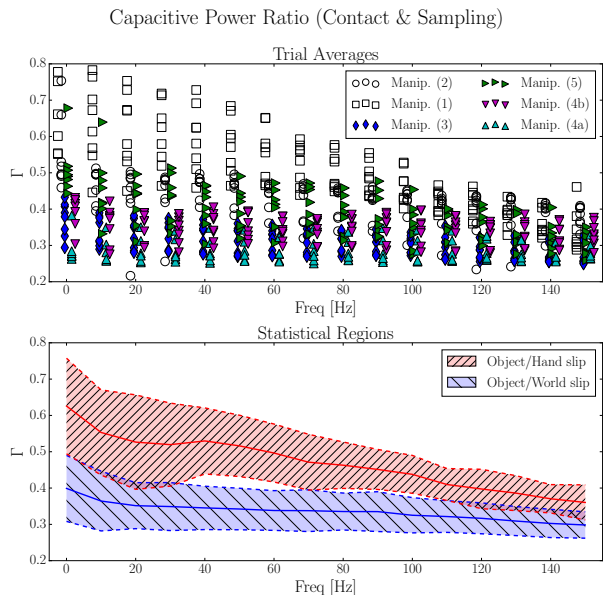 Capacitive Power Ratio (Contact & Sampling)
Trial Averages
0.8
0.7
0.6
0.5
0.4
0.3
0.2
Γ
Manip. (2)
Manip. (1)
Manip. (3)
Manip. (5)
Manip. (4b)
Manip. (4a)
0 20 40 60 80 100 120 140
Freq [Hz]
Statistical Regions
0.8
0.7
0.6
0.5
0.4
0.3
0.2
Γ
Object/Hand slip
Object/World slip
0 20 40 60 80 100 120 140
Freq [Hz]